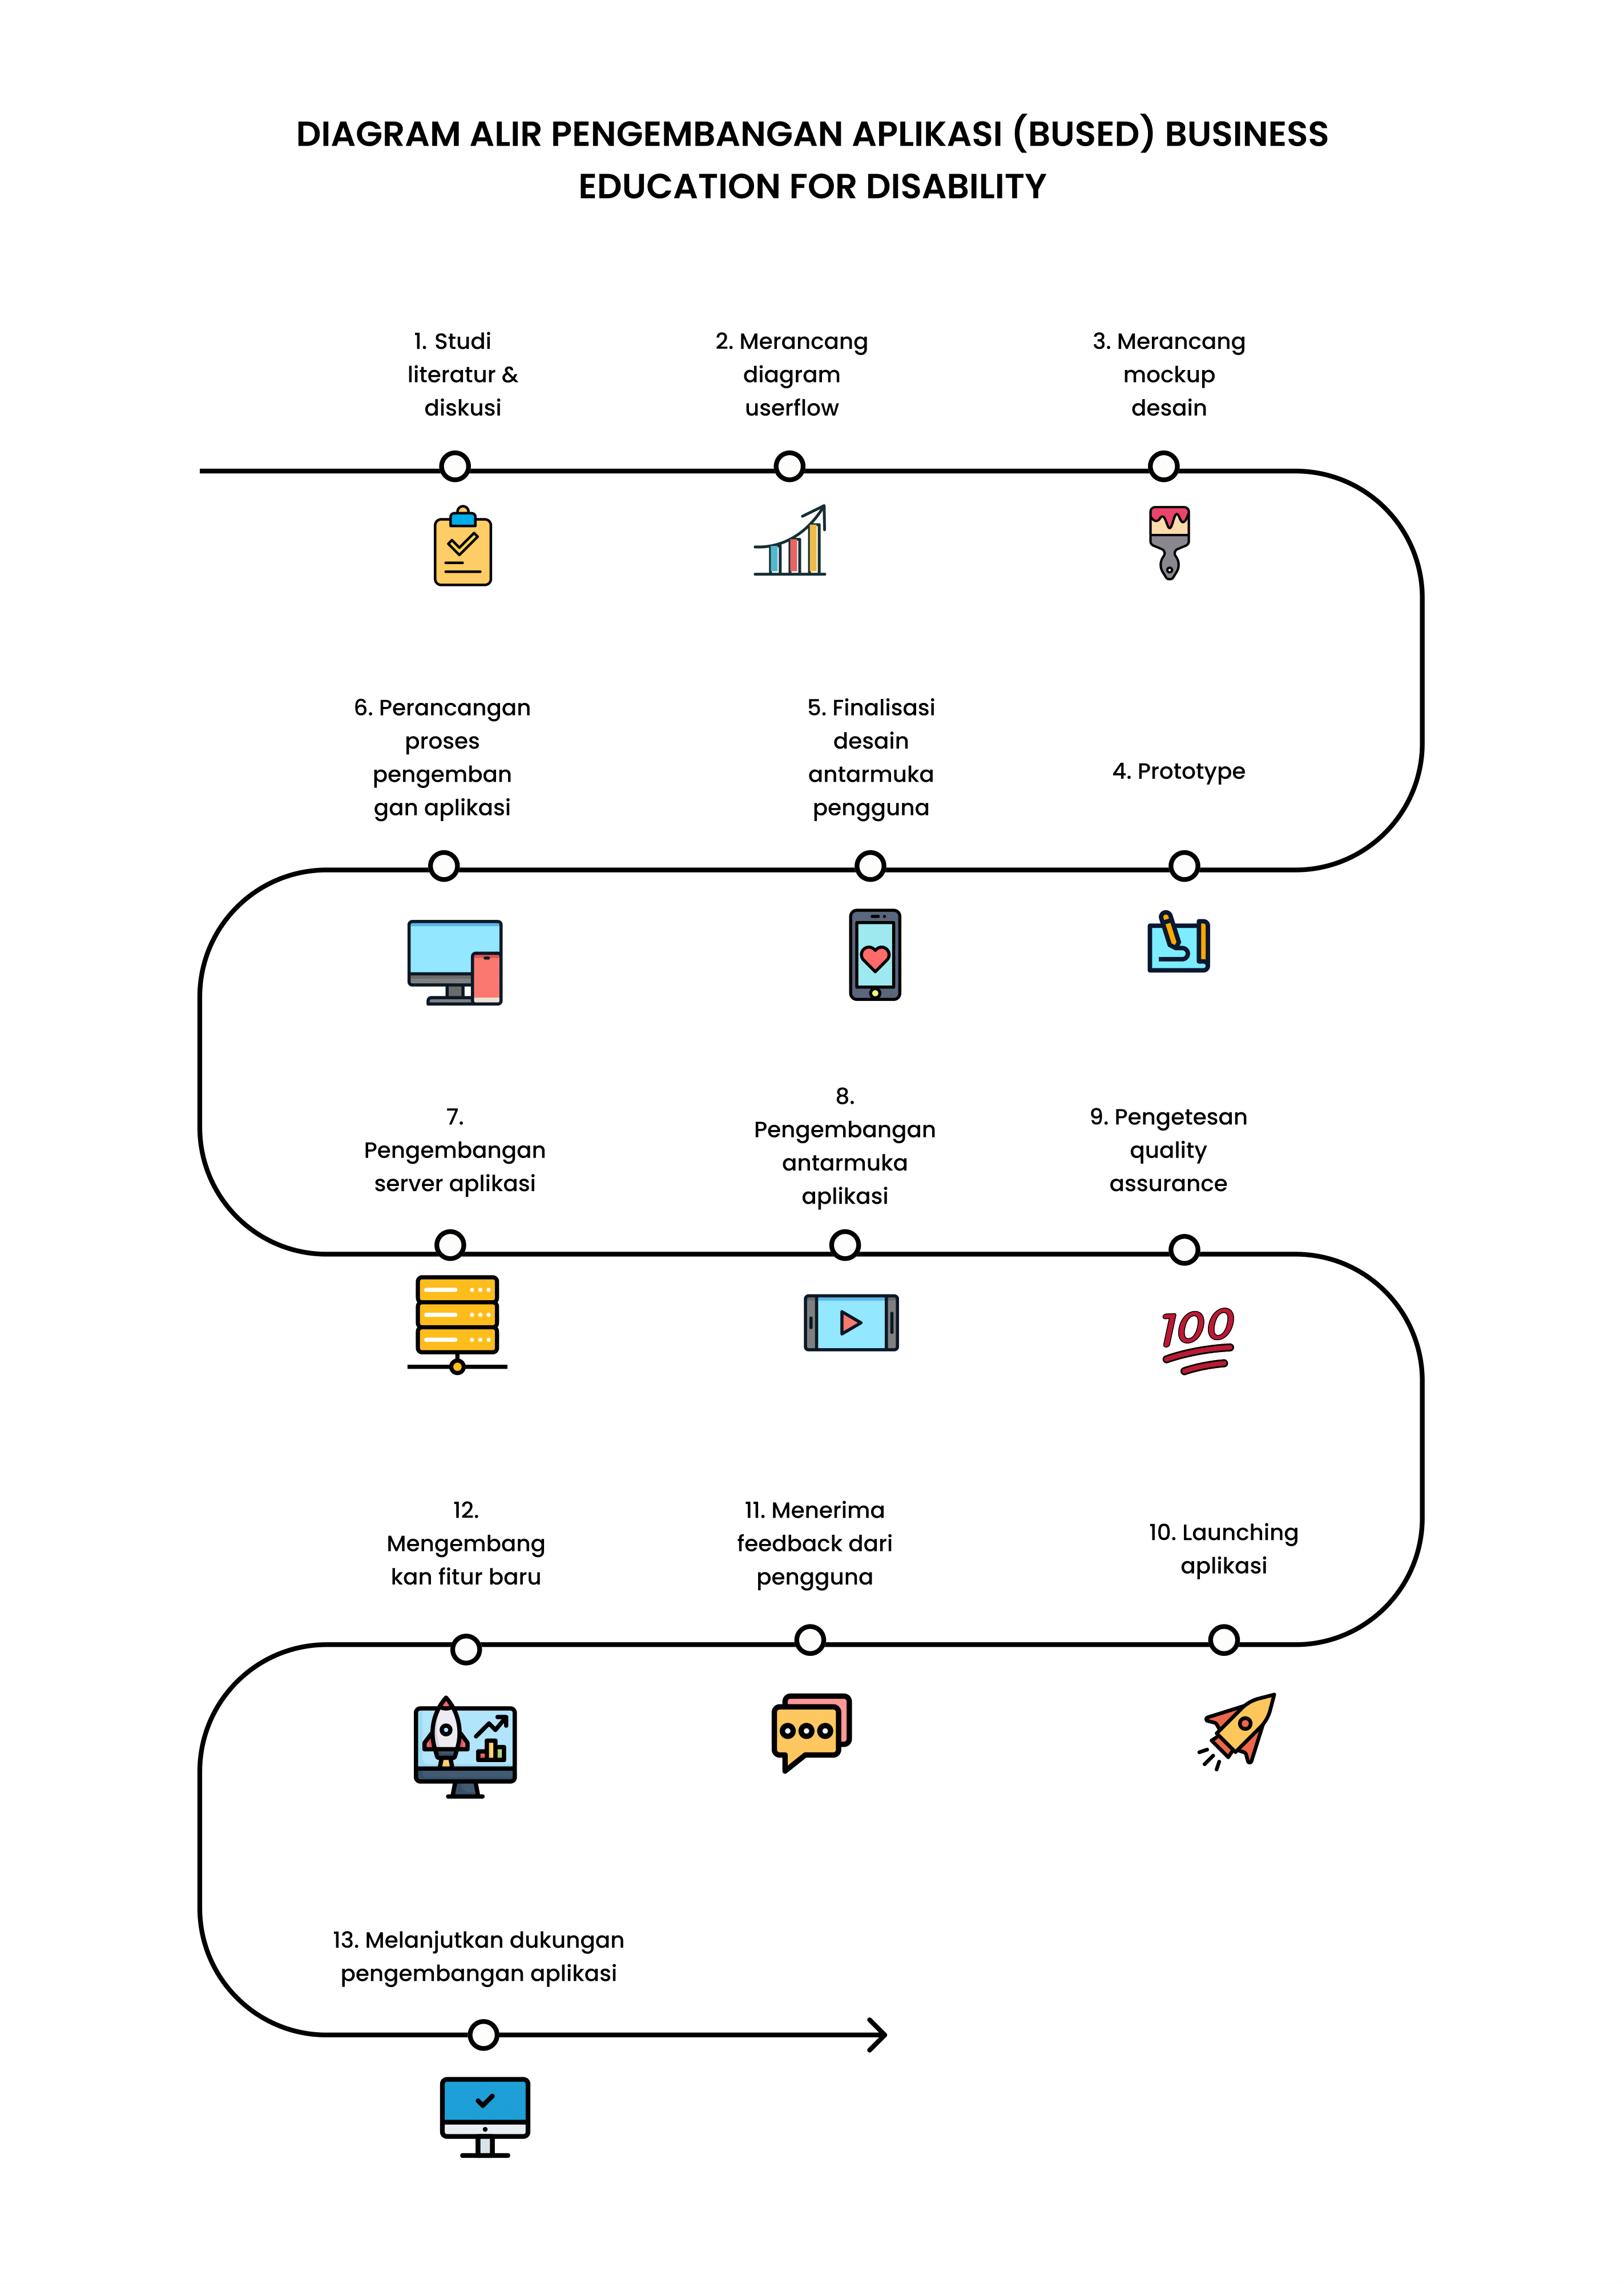 DIAGRAM ALIR PENGEMBANGAN APLIKASI (BUSED) BUSINESS
EDUCATION FOR DISABILITY
1. Studi
literatur &
diskusi
2. Merancang
diagram
userflow
3. Merancang
mockup
desain
4. Prototype
5. Finalisasi
desain
antarmuka
pengguna
6. Perancangan
proses
pengemban
gan aplikasi
7.
Pengembangan
server aplikasi
8.
Pengembangan
antarmuka
aplikasi
9. Pengetesan
quality
assurance
100
10. Launching
aplikasi
11. Menerima
feedback dari
pengguna
12.
Mengembang
kan fitur baru
13. Melanjutkan dukungan
pengembangan aplikasi